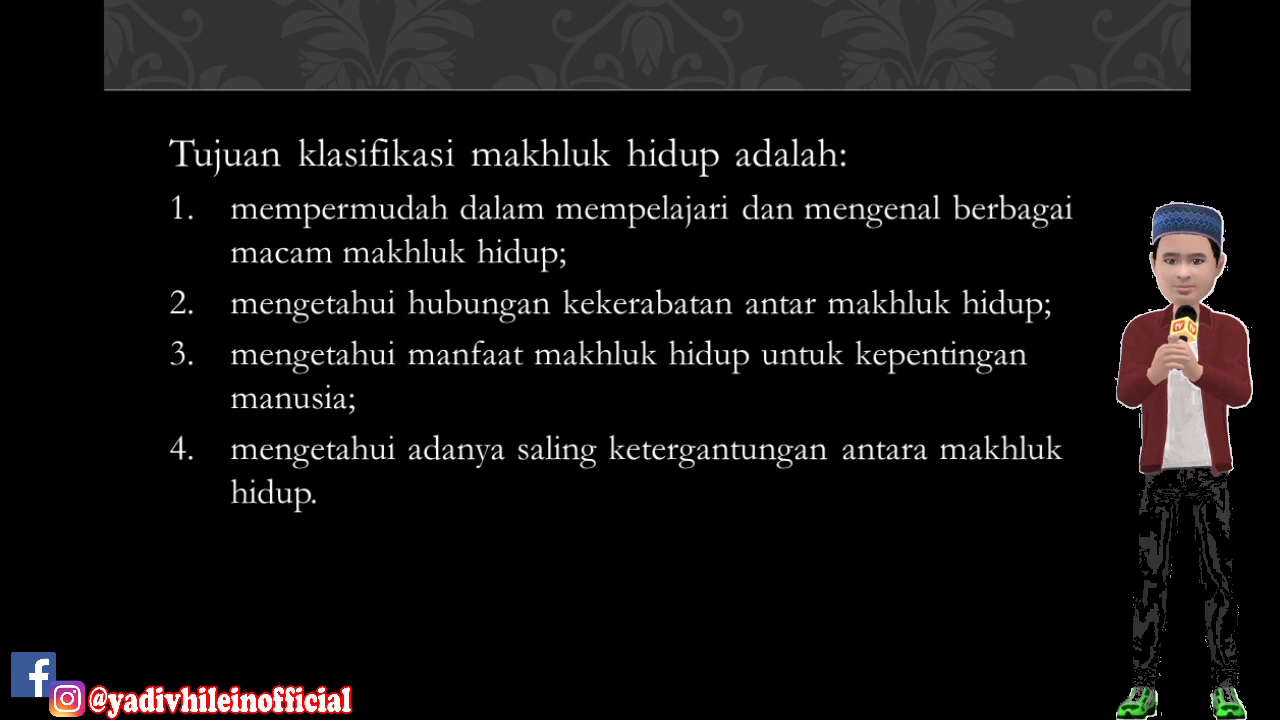 Tujuan klasifikasi makhluk hidup adalah:
1. mempermudah dalam mempelajari dan mengenal berbagai
macam makhluk hidup;
2. mengetahui hubungan kekerabatan antar makhluk hidup;
3. mengetahui manfaat makhluk hidup untuk kepentingan
manusia;
4. mengetahui adanya saling ketergantungan antara makhluk
hidup.
TV TV
f
@yadivhileinofficial